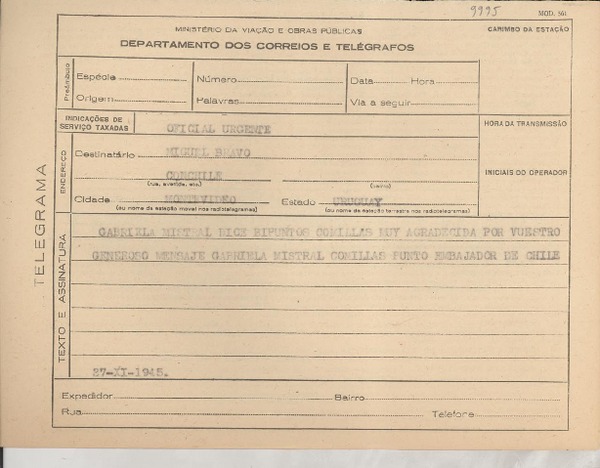 9995
MOD. 561
MINISTÉRIO DA VIAÇÃO E OBRAS PÚBLICAS
DEPARTAMENTO DOS CORREIOS E TELÉGRAFOS
CARIMBO DA ESTAÇÃO
Preâmbulo
Espécie Número Data Hora
Origem Palavras Via a seguir
INDICAÇÕES DE
SERVIÇO TAXADAS
OFICIAL URGENTE
HORA DA TRANSMISSÃO
ENDEREÇO
Destinatário MIGUEL BRAVO
CONCHILE
(rua, avenida, etc)
INICIAIS DO OPERADOR
Cidade MONTEVIDEO Estado URUGUAY
(ou nome da estação movel nos radiotelegramas) (ou nome da estação terrestre nos radiotelegramas)
TELEGRAMA
TEXTO E ASSINATURA
GABRIELA MISTRAL DICE BIPUNTOS COMILLAS MUY AGRADECIDA POR VUESTRO
GENEROSO MENSAJE GABRIELA MISTRAL COMILLAS PUNTO EMBAJADOR DE CHILE
27-XI-1945.
Expedidor Bairro
Rua Telefone